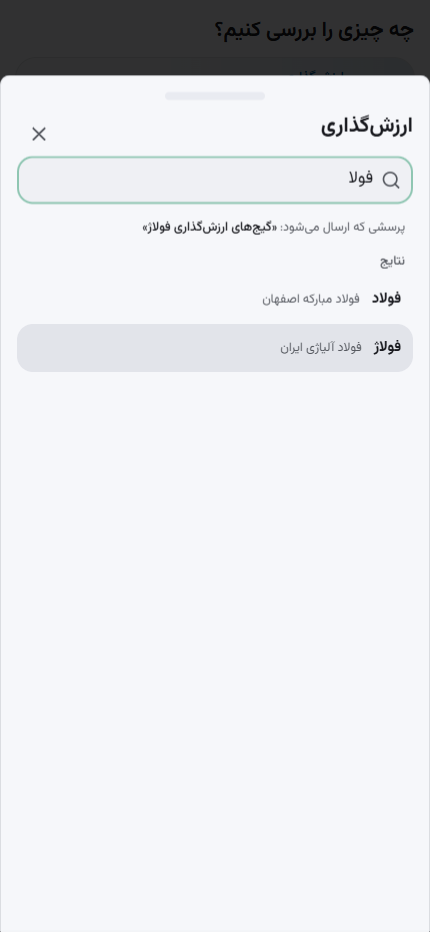 چه چیزی را بررسی کنیم؟
ارزش‌گذاری
فولا
پرسشی که ارسال می‌شود: «گیج‌های ارزش‌گذاری فولاژ»
نتایج
فولاد فولاد مبارکه اصفهان
فولاژ فولاد آلیاژی ایران